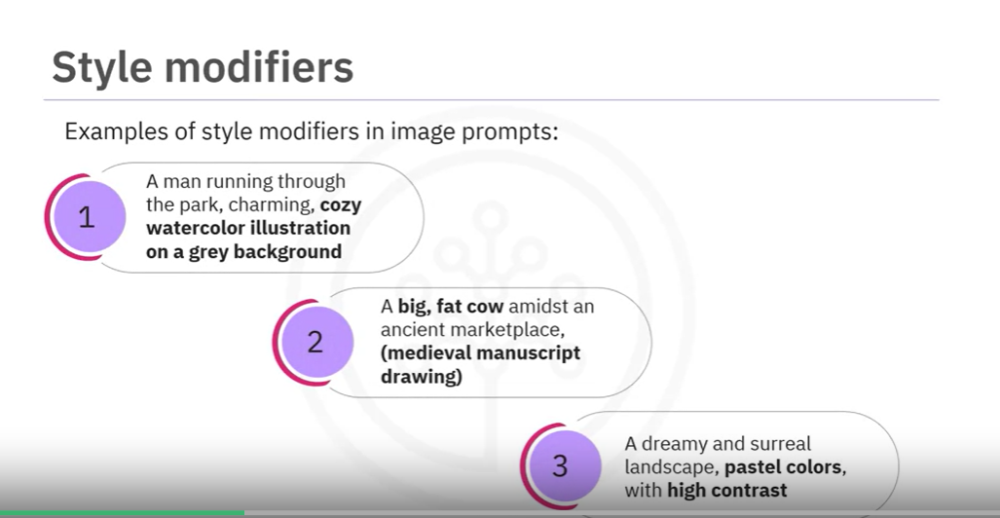 Style modifiers
Examples of style modifiers in image prompts:
1
A man running through
the park, charming, cozy
watercolor illustration
on a grey background
2
A big, fat cow amidst an
ancient marketplace,
(medieval manuscript
drawing)
3
A dreamy and surreal
landscape, pastel colors,
with high contrast